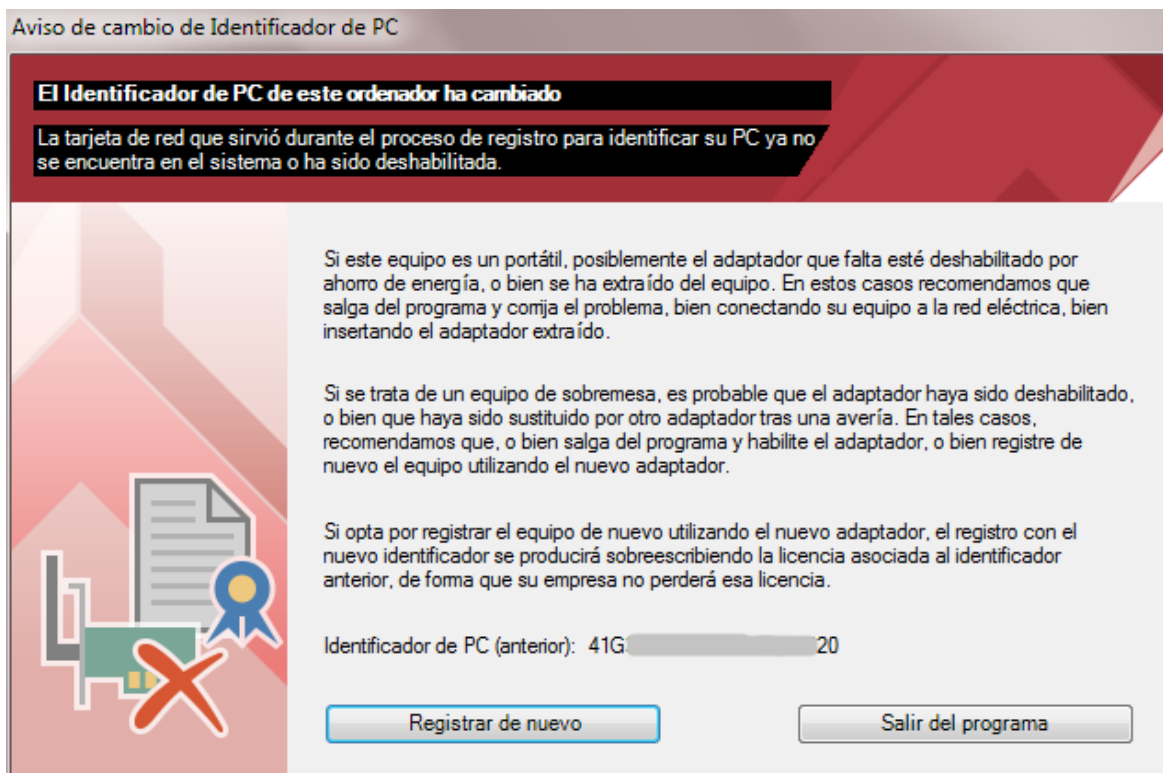 Aviso de cambio de Identificador de PC
El Identificador de PC de este ordenador ha cambiado
La tarjeta de red que sirvió durante el proceso de registro para identificar su PC ya no
se encuentra en el sistema o ha sido deshabilitada.
Si este equipo es un portátil, posiblemente el adaptador que falta esté deshabilitado por
ahorro de energía, o bien se ha extraído del equipo. En estos casos recomendamos que
salga del programa y corrija el problema, bien conectando su equipo a la red eléctrica, bien
insertando el adaptador extraído.
Si se trata de un equipo de sobremesa, es probable que el adaptador haya sido deshabilitado,
o bien que haya sido sustituido por otro adaptador tras una avería. En tales casos,
recomendamos que, o bien salga del programa y habilite el adaptador, o bien registre de
nuevo el equipo utilizando el nuevo adaptador.
Si opta por registrar el equipo de nuevo utilizando el nuevo adaptador, el registro con el
nuevo identificador se producirá sobreescribiendo la licencia asociada al identificador
anterior, de forma que su empresa no perderá esa licencia.
Identificador de PC (anterior): 41G 20
Registrar de nuevo
Salir del programa